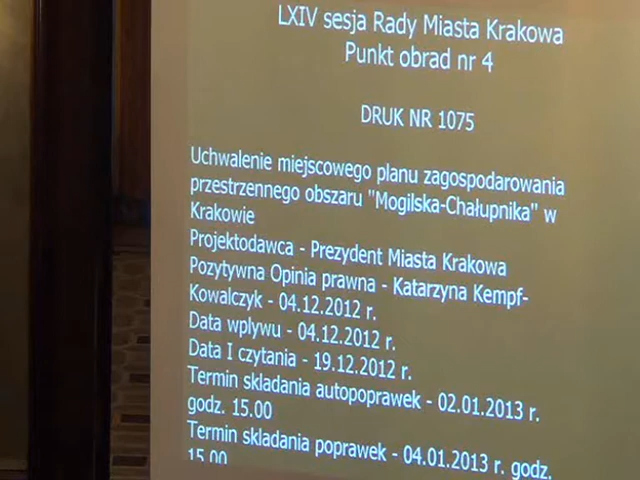 LXIV sesja Rady Miasta Krakowa
Punkt obrad nr 4
DRUK NR 1075
Uchwalenie miejscowego planu zagospodarowania
przestrzennego obszaru "Mogilska-Chałupnika" w
Krakowie
Projektodawca - Prezydent Miasta Krakowa
Pozytywna Opinia prawna - Katarzyna Kempf-
Kowalczyk - 04.12.2012 r.
Data wpływu - 04.12.2012 r.
Data I czytania - 19.12.2012 r.
Termin składania autopoprawek - 02.01.2013 r.
godz. 15.00
Termin składania poprawek - 04.01.2013 r. godz.
15.00